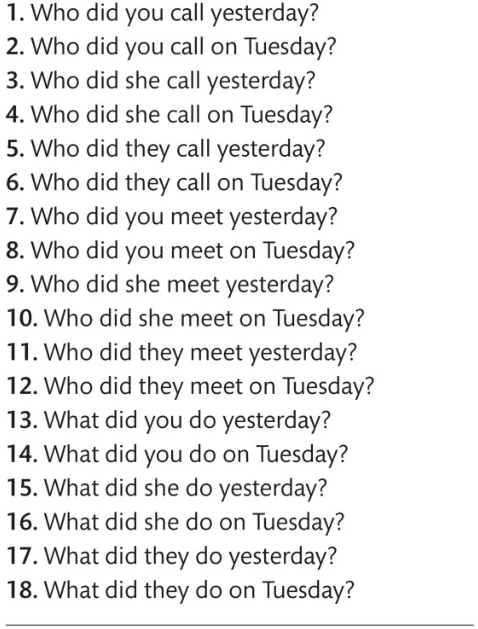 1. Who did you call yesterday?
2. Who did you call on Tuesday?
3. Who did she call yesterday?
4. Who did she call on Tuesday?
5. Who did they call yesterday?
6. Who did they call on Tuesday?
7. Who did you meet yesterday?
8. Who did you meet on Tuesday?
9. Who did she meet yesterday?
10. Who did she meet on Tuesday?
11. Who did they meet yesterday?
12. Who did they meet on Tuesday?
13. What did you do yesterday?
14. What did you do on Tuesday?
15. What did she do yesterday?
16. What did she do on Tuesday?
17. What did they do yesterday?
18. What did they do on Tuesday?